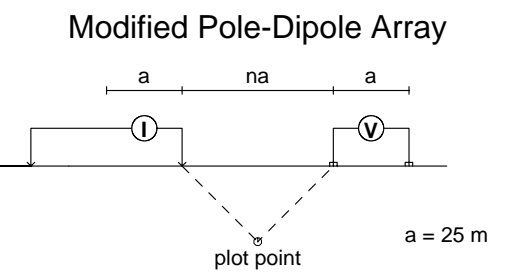 Modified Pole-Dipole Array
a na a
I V
a = 25 m
plot point